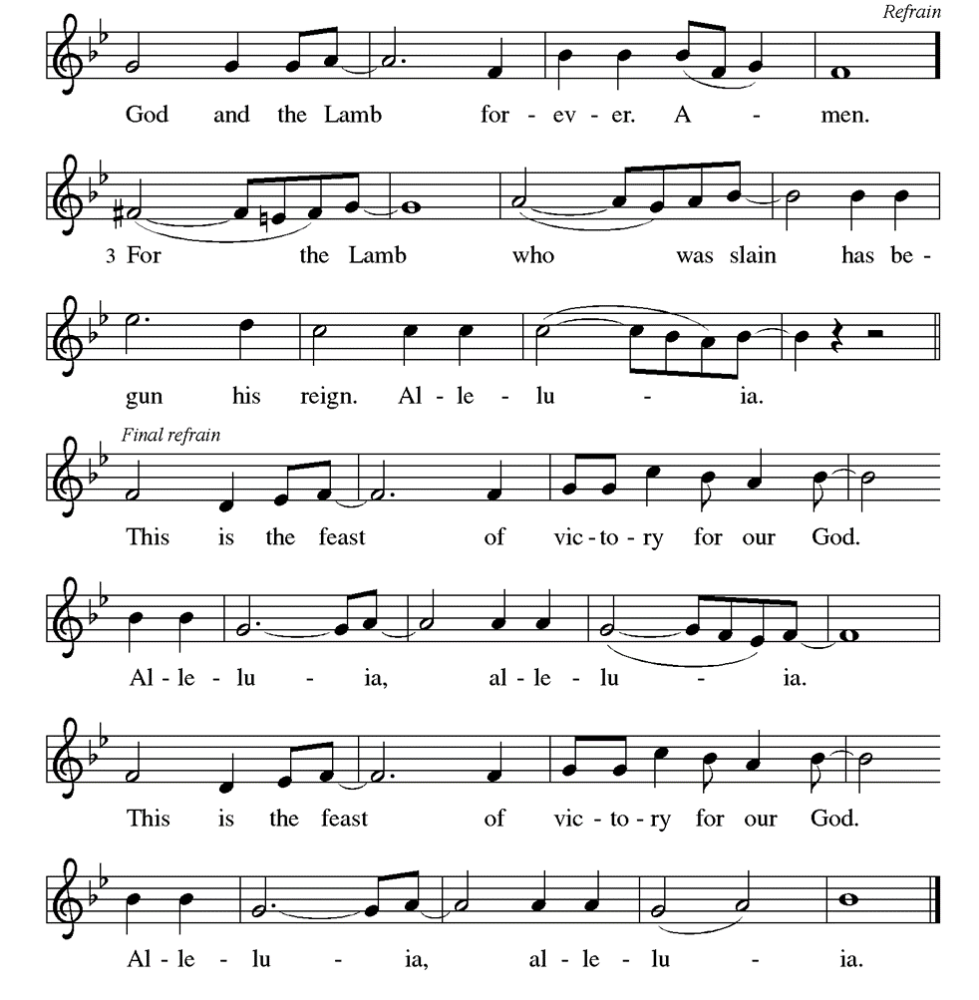 Refrain
God and the Lamb for - ev - er. A - men.
3 For the Lamb who was slain has be -
gun his reign. Al - le - lu - ia.
Final refrain
This is the feast of vic - to - ry for our God.
Al - le - lu - ia, al - le - lu - ia.
This is the feast of vic - to - ry for our God.
Al - le - lu - ia, al - le - lu - ia.